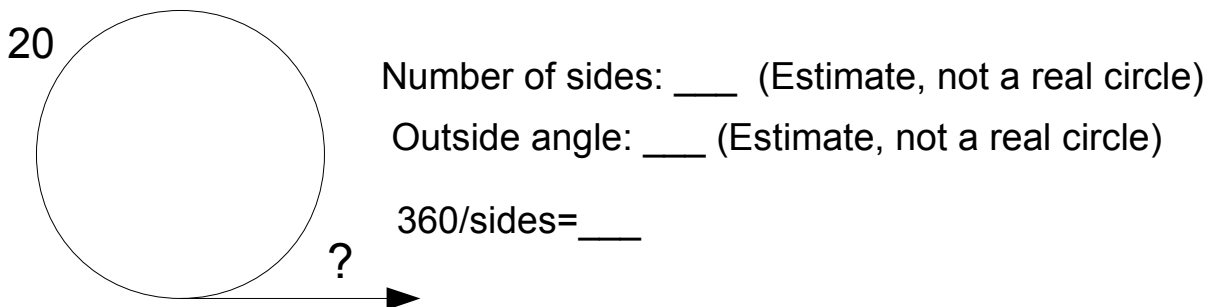 20
Number of sides: ___ (Estimate, not a real circle)
Outside angle: ___ (Estimate, not a real circle)
360/sides=___
?